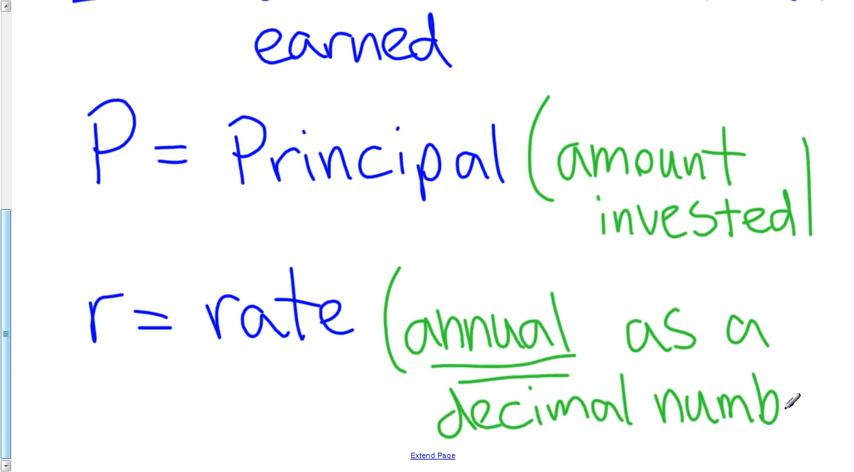 earned
P = Principal (amount
invested)
r = rate (annual as a
decimal numb
Extend Page